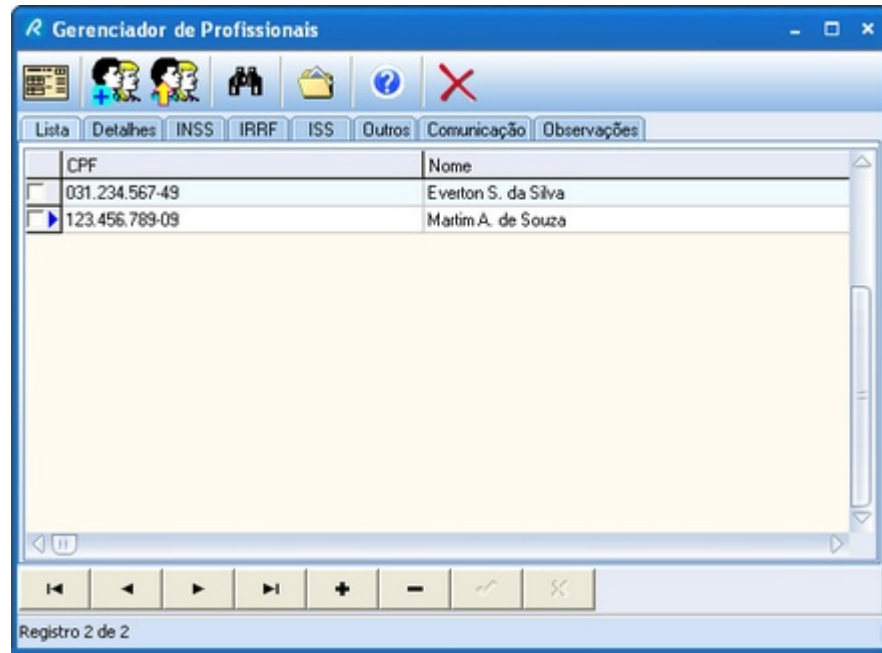 Gerenciador de Profissionais
Lista Detalhes INSS IRRF ISS Outros Comunicação Observações
CPF Nome
031.234.567-49 Everton S. da Silva
123.456.789-09 Martim A. de Souza
Registro 2 de 2